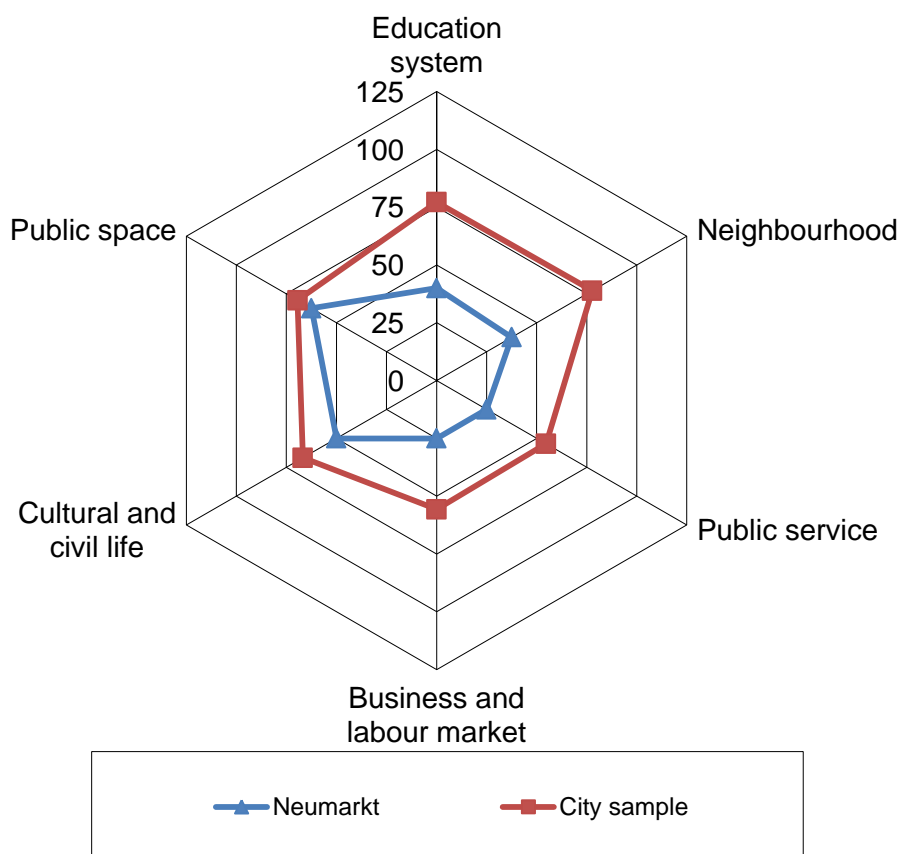 Education
system
125
100
75
50
25
0
Public space
Neighbourhood
Cultural and
civil life
Public service
Business and
labour market
Neumarkt
City sample